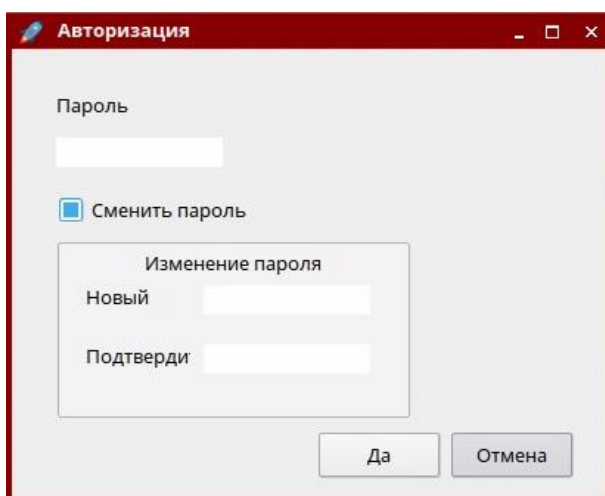 Авторизация
Пароль
Сменить пароль
Изменение пароля
Новый
Подтверди
Да
Отмена